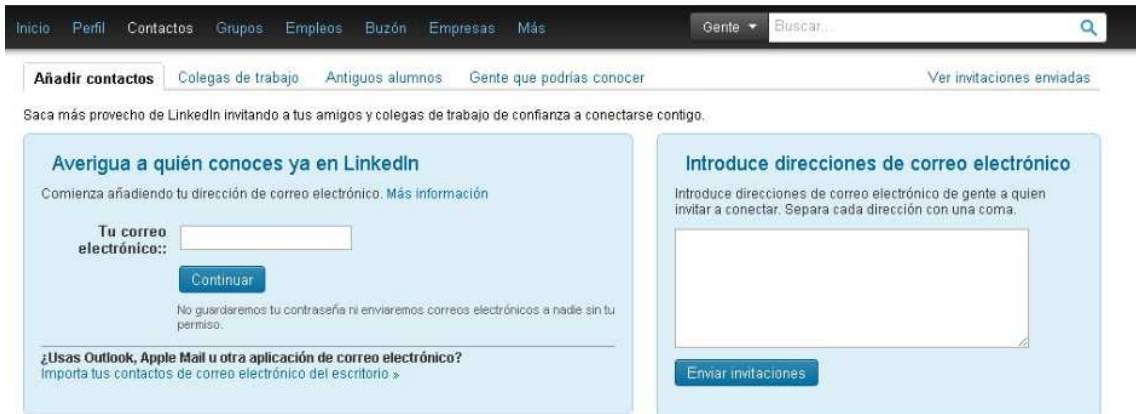 Inicio Perfil Contactos Grupos Empleos Buzón Empresas Más Gente Buscar...
Añadir contactos Colegas de trabajo Antiguos alumnos Gente que podrías conocer Ver invitaciones enviadas
Saca más provecho de LinkedIn invitando a tus amigos y colegas de trabajo de confianza a conectarse contigo.
Averigua a quién conoces ya en LinkedIn
Comienza añadiendo tu dirección de correo electrónico. Más información
Tu correo
electrónico::
Continuar
No guardaremos tu contraseña ni enviaremos correos electrónicos a nadie sin tu
permiso.
¿Usas Outlook, Apple Mail u otra aplicación de correo electrónico?
Importa tus contactos de correo electrónico del escritorio »
Introduce direcciones de correo electrónico
Introduce direcciones de correo electrónico de gente a quien
invitar a conectar. Separa cada dirección con una coma.
Enviar invitaciones